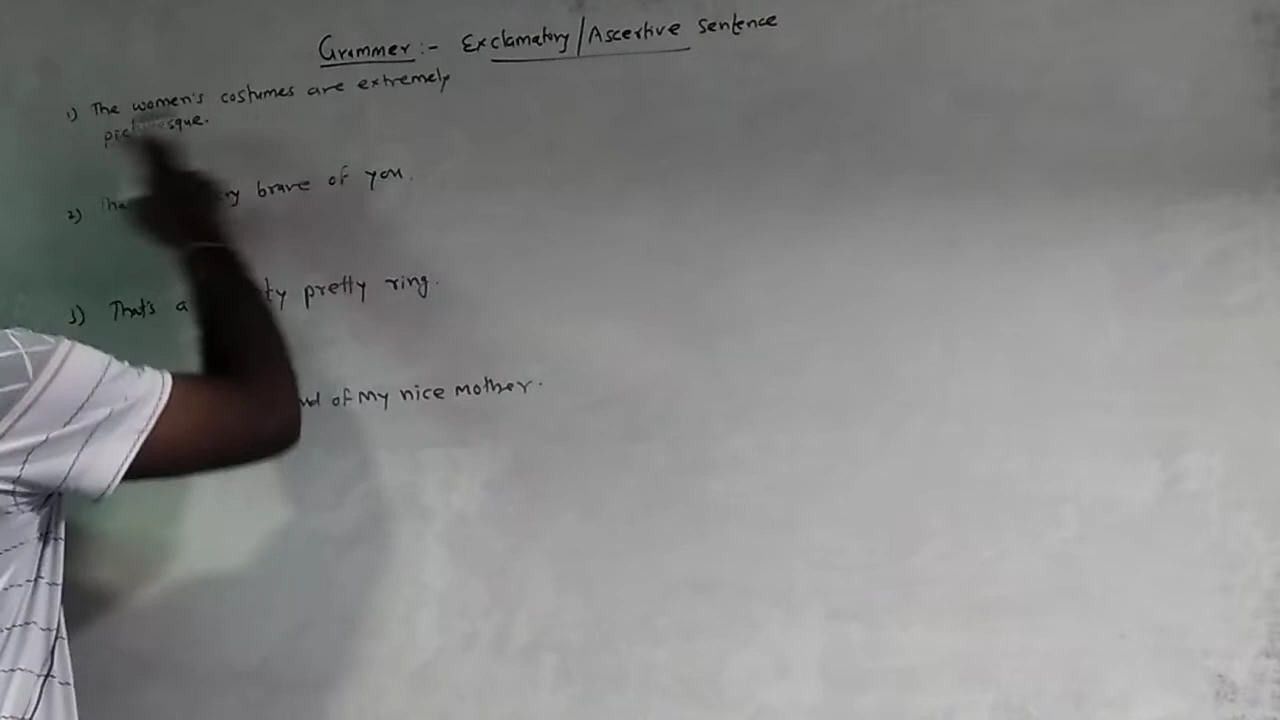 Grammer :- Exclamatory / Ascertive sentence
1) The women's costumes are extremely
picturesque.
2) brave of you.
3) That's a pretty ring.
of My nice mother.